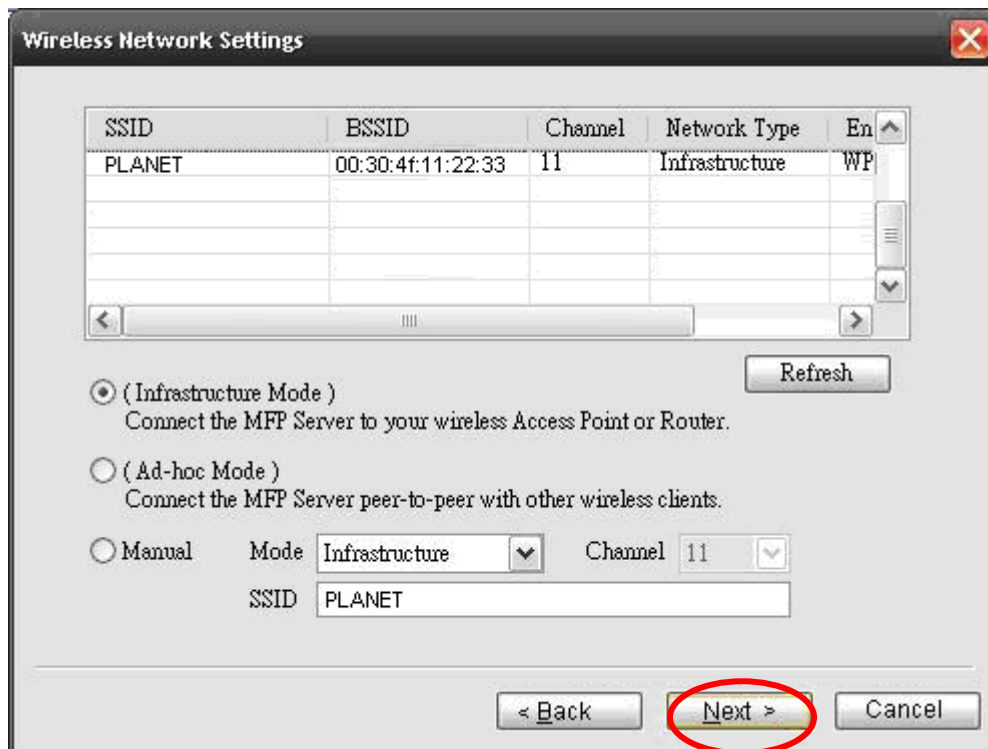 Wireless Network Settings
SSID BSSID Channel Network Type En
PLANET 00:30:4f:11:22:33 11 Infrastructure WP
Refresh
( Infrastructure Mode )
Connect the MFP Server to your wireless Access Point or Router.
( Ad-hoc Mode )
Connect the MFP Server peer-to-peer with other wireless clients.
Manual Mode Infrastructure Channel 11
SSID PLANET
< Back Next > Cancel